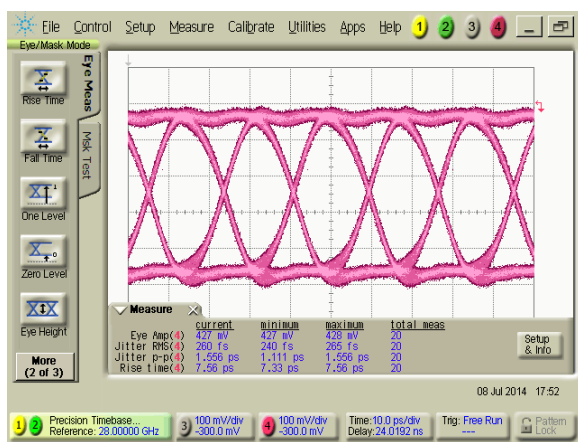 File Control Setup Measure Calibrate Utilities Apps Help 1 2 3 4
Eye/Mask Mode
Eye Meas
Msk Test
Rise Time
Fall Time
One Level
Zero Level
Eye Height
More
(2 of 3)
Measure
current minimum maximum total meas
Eye Amp(4) 427 mV 427 mV 428 mV 20
Jitter RMS(4) 260 fs 240 fs 265 fs 20
Jitter p-p(4) 1.556 ps 1.111 ps 1.556 ps 20
Rise time(4) 7.56 ps 7.33 ps 7.56 ps 20
Setup
& Info
08 Jul 2014 17:52
1 2 Precision Timebase...
Reference: 28.00000 GHz
3 100 mV/div
-300.0 mV
4 100 mV/div
-300.0 mV
Time:10.0 ps/div
Delay:24.0192 ns
Trig: Free Run
---
Pattern
Lock